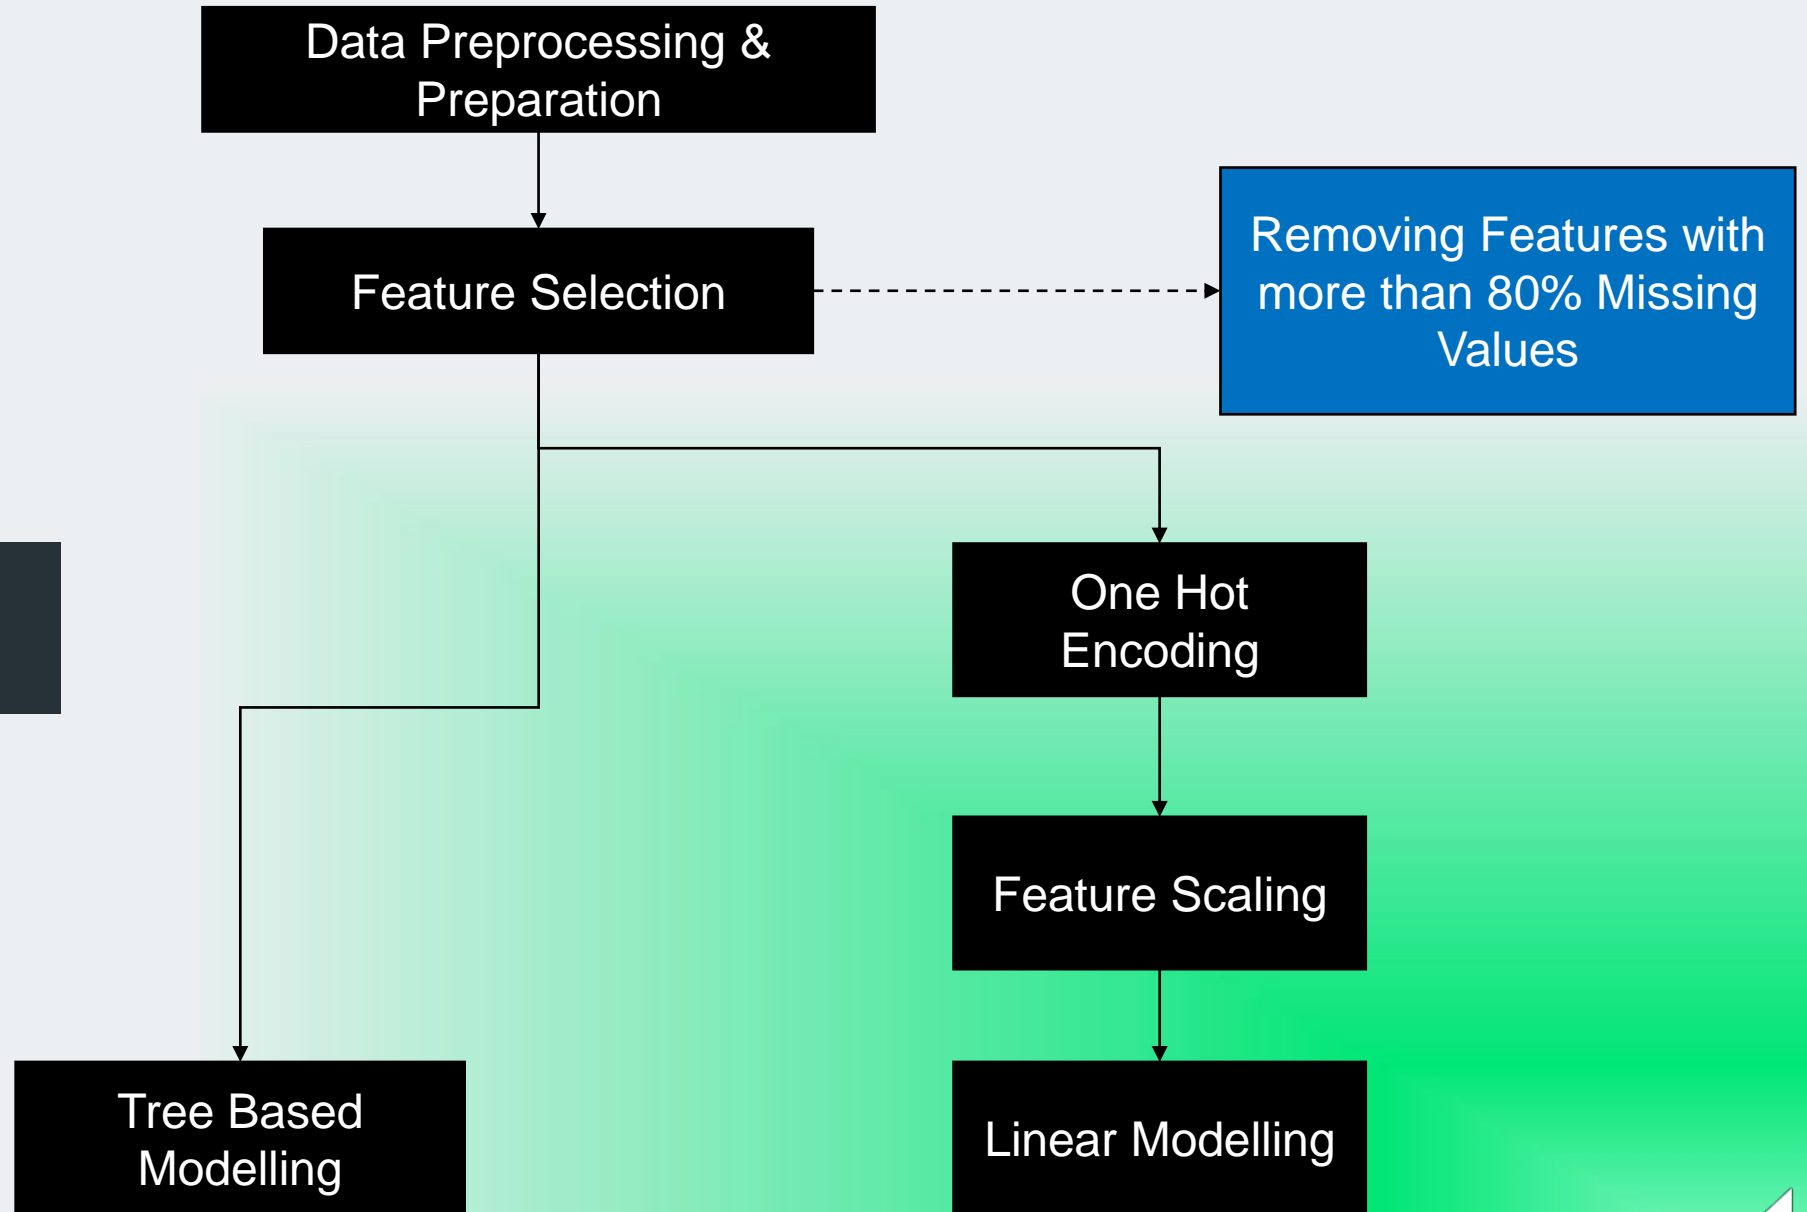 Data Preprocessing &
Preparation
Feature Selection
Removing Features with
more than 80% Missing
Values
One Hot
Encoding
Feature Scaling
Tree Based
Modelling
Linear Modelling